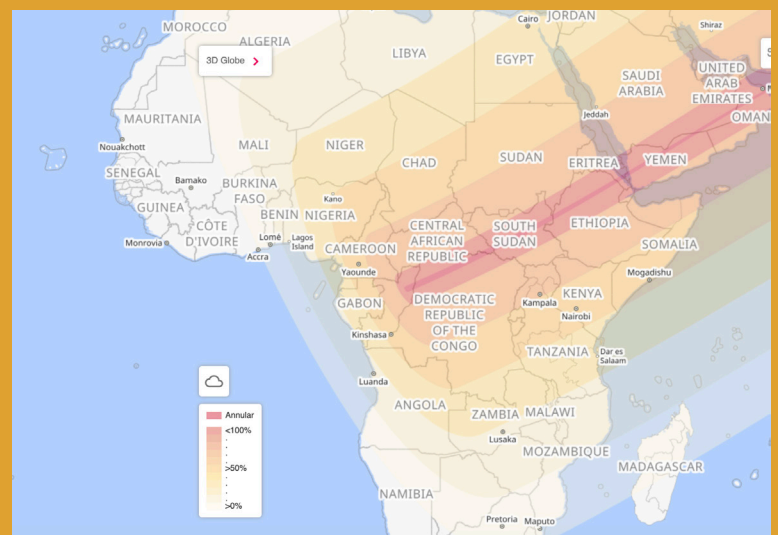 MOROCCO
ALGERIA
LIBYA
Cairo
JORDAN
EGYPT
Shiraz
3D Globe
SAUDI
ARABIA
UNITED
ARAB
EMIRATES
OMAN
MAURITANIA
Nouakchott
MALI
NIGER
CHAD
SUDAN
Jeddah
ERITREA
YEMEN
SENEGAL
Bamako
BURKINA
FASO
Kano
GUINEA
BENIN
NIGERIA
CÔTE
D'IVOIRE
Monrovia
Lomé
Accra
Lagos
Island
CAMEROON
Yaounde
CENTRAL
AFRICAN
REPUBLIC
SOUTH
SUDAN
ETHIOPIA
SOMALIA
Mogadishu
GABON
DEMOCRATIC
REPUBLIC
OF THE
CONGO
Kampala
KENYA
Nairobi
Kinshasa
TANZANIA
Dar es
Salaam
Luanda
ANGOLA
ZAMBIA
MALAWI
Lusaka
MOZAMBIQUE
MADAGASCAR
NAMIBIA
Pretoria
Maputo
Annular
<100%
>50%
>0%